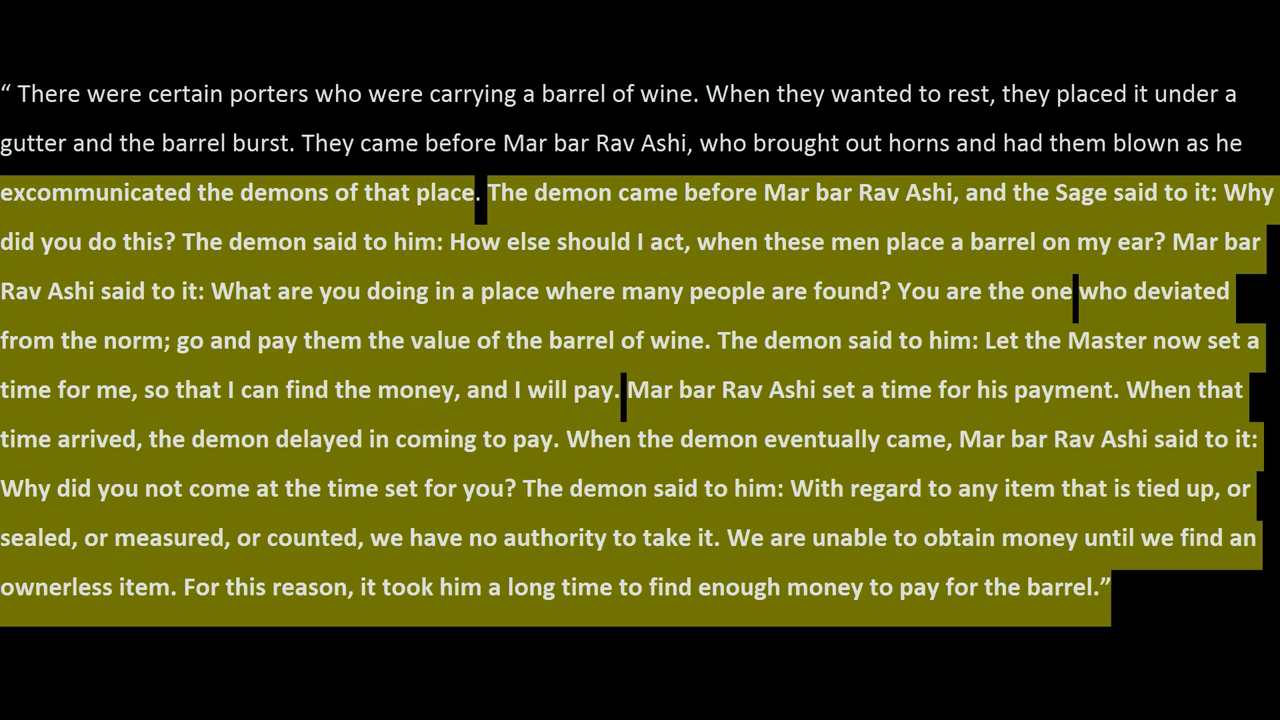 “ There were certain porters who were carrying a barrel of wine. When they wanted to rest, they placed it under a
gutter and the barrel burst. They came before Mar bar Rav Ashi, who brought out horns and had them blown as he
excommunicated the demons of that place. The demon came before Mar bar Rav Ashi, and the Sage said to it: Why
did you do this? The demon said to him: How else should I act, when these men place a barrel on my ear? Mar bar
Rav Ashi said to it: What are you doing in a place where many people are found? You are the one who deviated
from the norm; go and pay them the value of the barrel of wine. The demon said to him: Let the Master now set a
time for me, so that I can find the money, and I will pay. Mar bar Rav Ashi set a time for his payment. When that
time arrived, the demon delayed in coming to pay. When the demon eventually came, Mar bar Rav Ashi said to it:
Why did you not come at the time set for you? The demon said to him: With regard to any item that is tied up, or
sealed, or measured, or counted, we have no authority to take it. We are unable to obtain money until we find an
ownerless item. For this reason, it took him a long time to find enough money to pay for the barrel.”